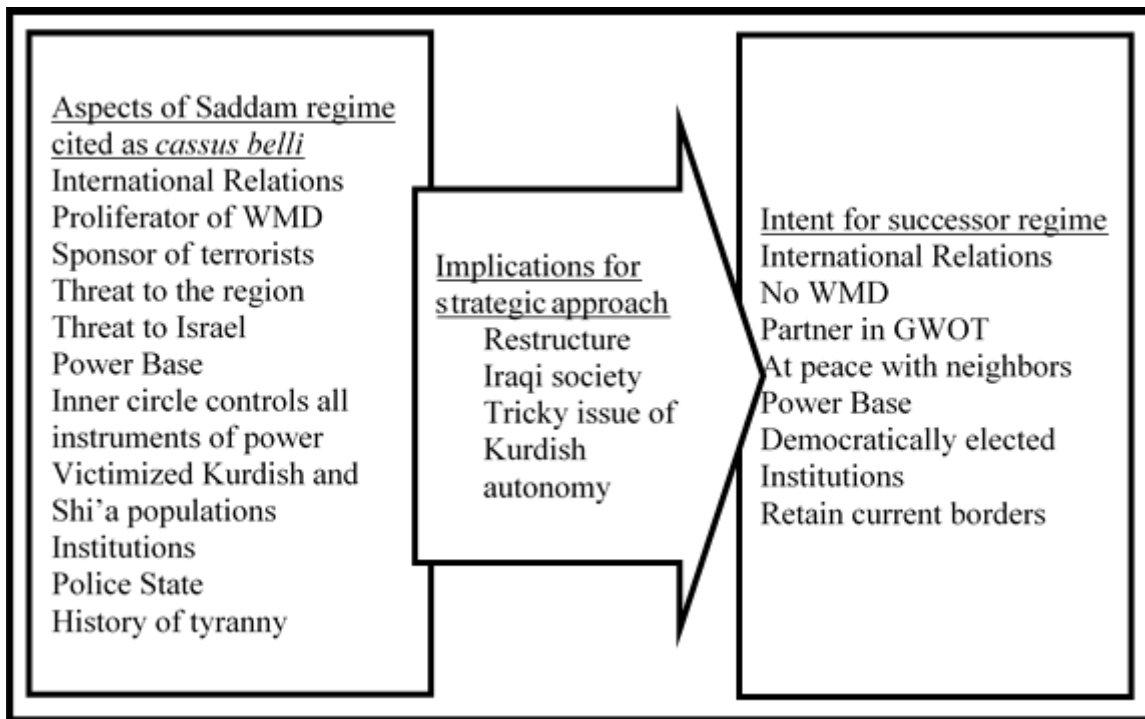 Aspects of Saddam regime
cited as cassus belli
International Relations
Proliferator of WMD
Sponsor of terrorists
Threat to the region
Threat to Israel
Power Base
Inner circle controls all
instruments of power
Victimized Kurdish and
Shi’a populations
Institutions
Police State
History of tyranny
Implications for
strategic approach
Restructure
Iraqi society
Tricky issue of
Kurdish
autonomy
Intent for successor regime
International Relations
No WMD
Partner in GWOT
At peace with neighbors
Power Base
Democratically elected
Institutions
Retain current borders